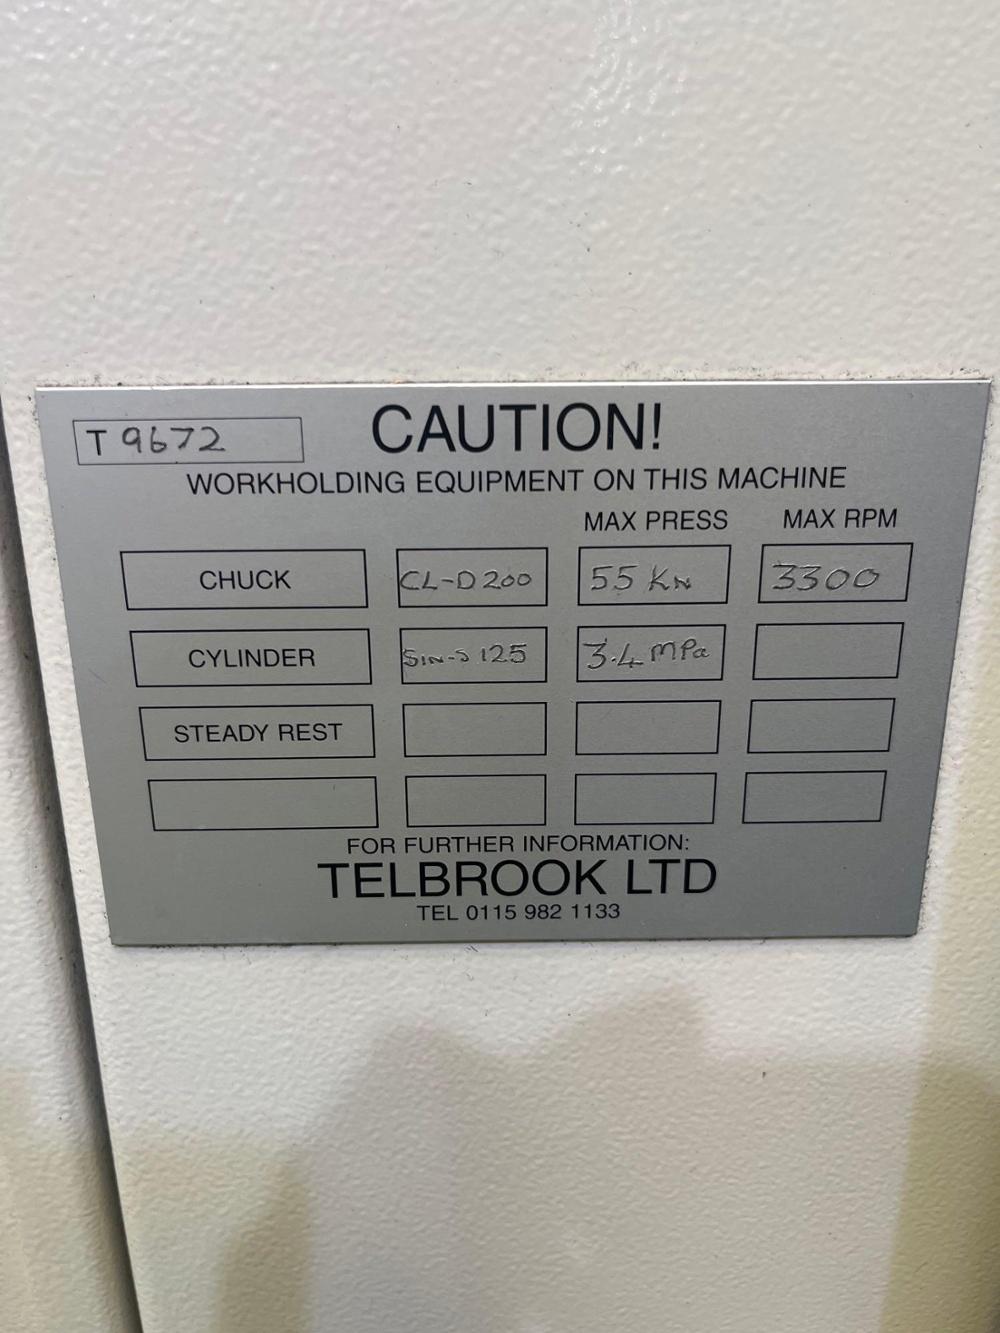 T 9672
CAUTION!
WORKHOLDING EQUIPMENT ON THIS MACHINE
MAX PRESS MAX RPM
CHUCK CL-D200 55 KN 3300
CYLINDER SIN-S 125 3.4 MPa
STEADY REST
FOR FURTHER INFORMATION:
TELBROOK LTD
TEL 0115 982 1133